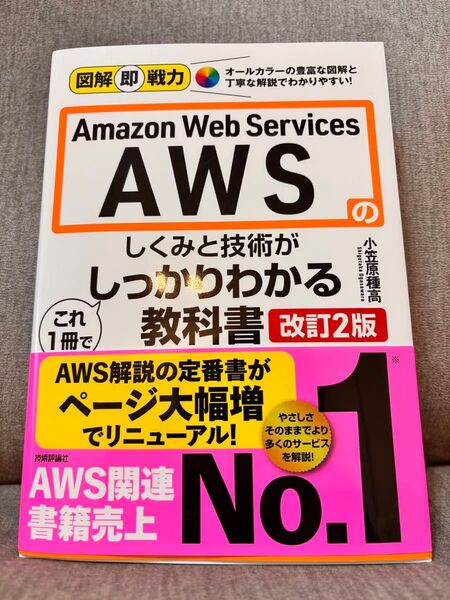 図解即戦力
オールカラーの豊富な図解と
丁寧な解説でわかりやすい!
Amazon Web Services
AWSの
しくみと技術が
しっかりわかる
これ
1冊で
教科書
改訂2版
小笠原種高
Shigetaka Ogasawara
AWS解説の定番書が
ページ大幅増
でリニューアル!
やさしさ
そのままでより
多くのサービス
を解説!
技術評論社
AWS関連
書籍売上
No.1
※